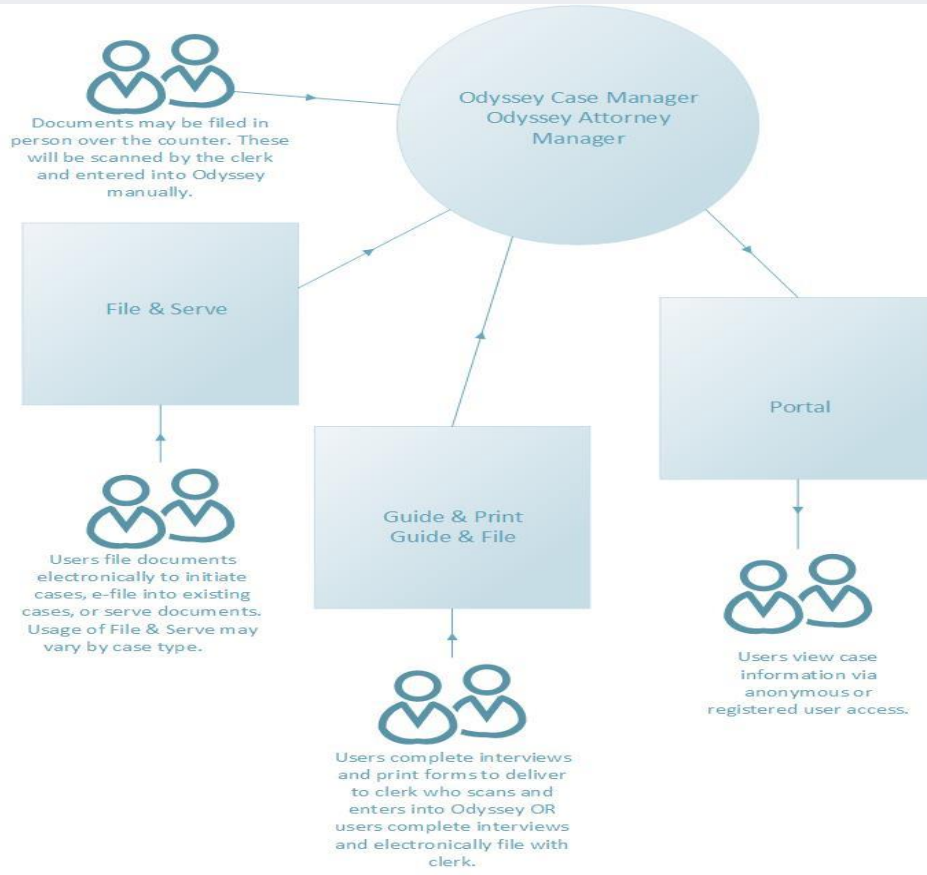 Odyssey Case Manager
Odyssey Attorney
Manager
Documents may be filed in
person over the counter. These
will be scanned by the clerk
and entered into Odyssey
manually.
File & Serve
Portal
Guide & Print
Guide & File
Users file documents
electronically to initiate
cases, e-file into existing
cases, or serve documents.
Usage of File & Serve may
vary by case type.
Users view case
information via
anonymous or
registered user access.
Users complete interviews
and print forms to deliver
to clerk who scans and
enters into Odyssey OR
users complete interviews
and electronically file with
clerk.